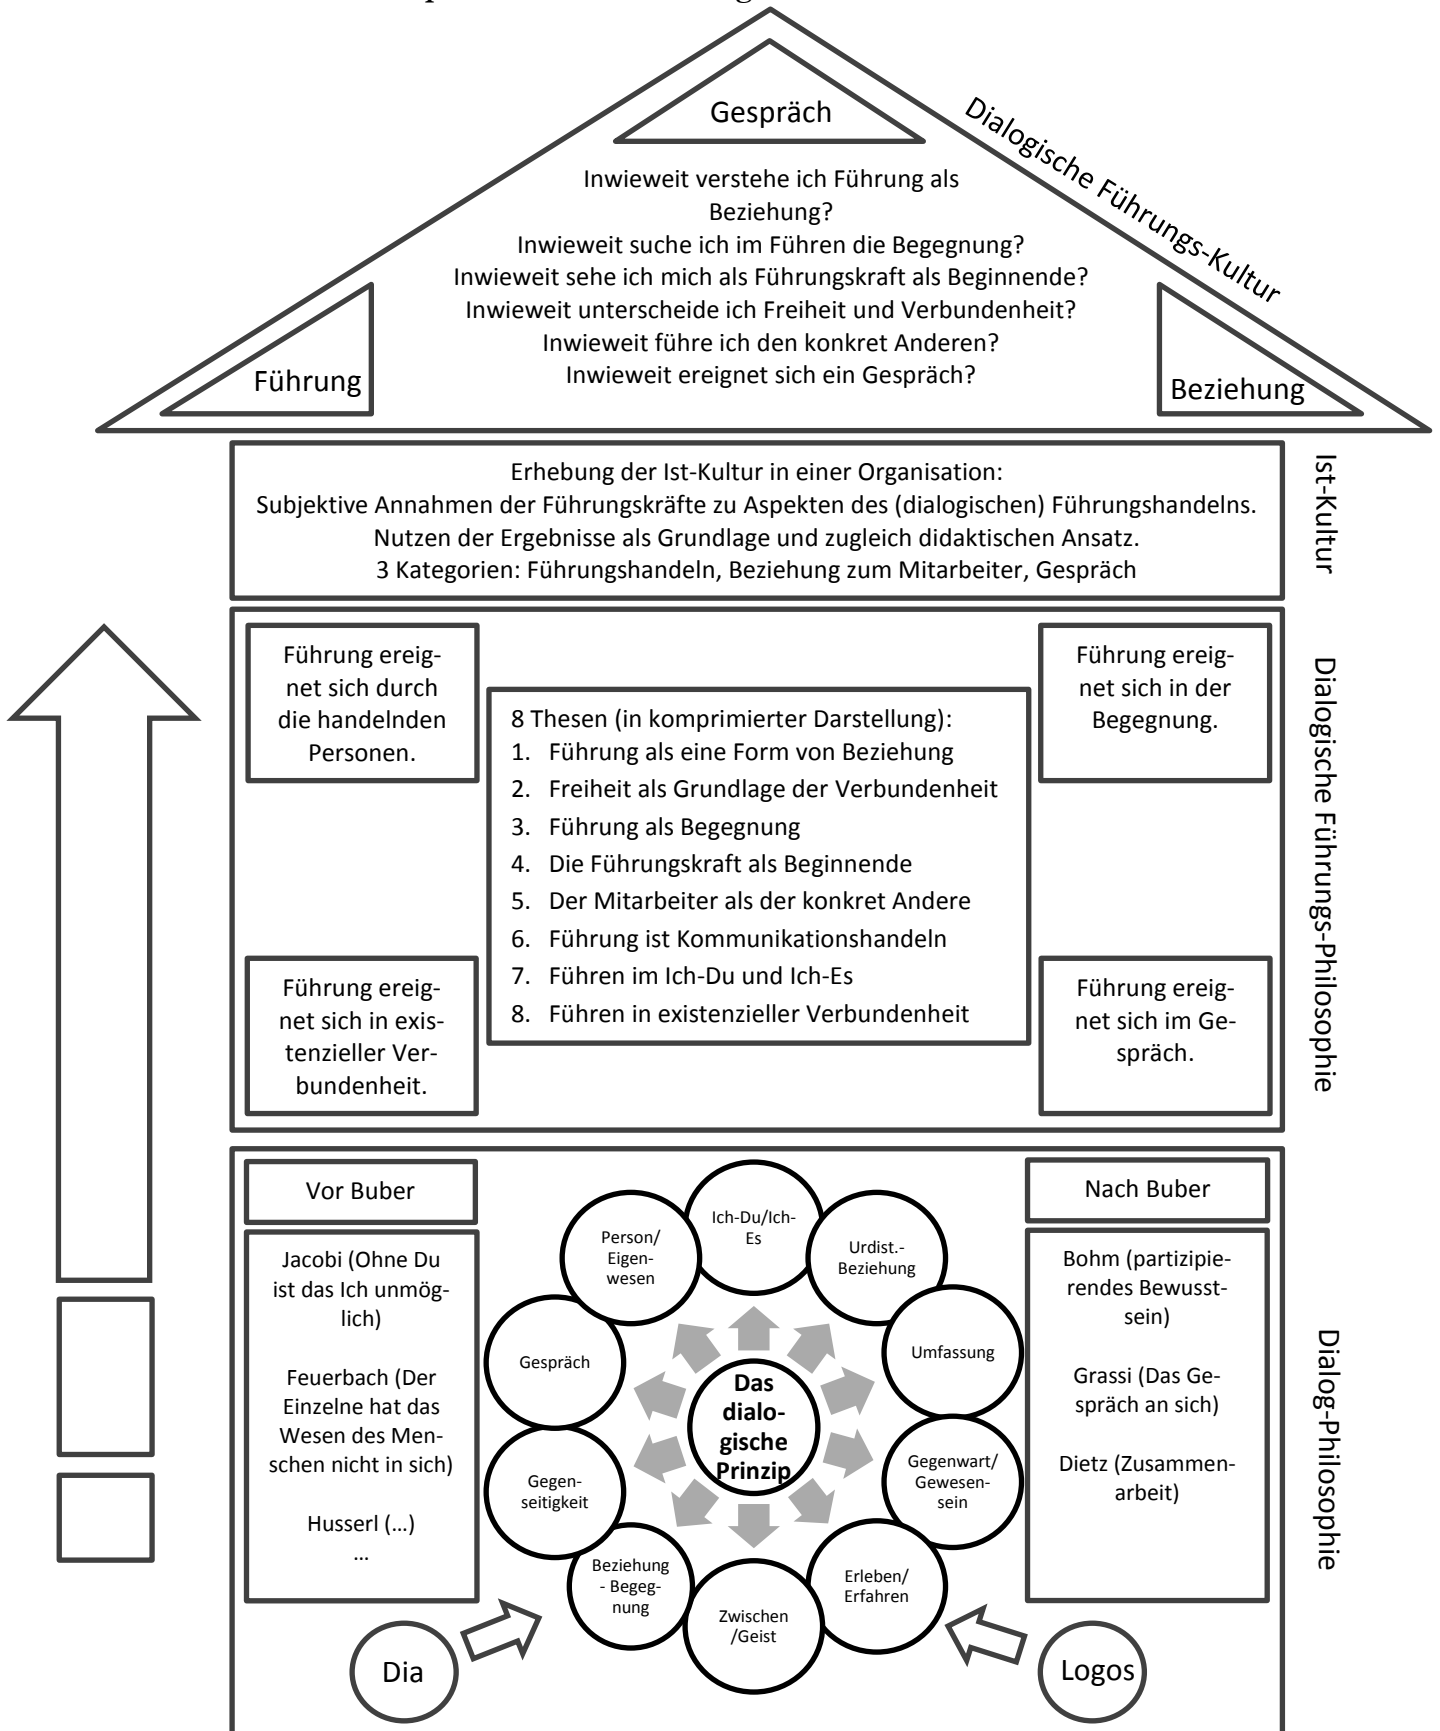 Gespräch
Dialogische Führungs-Kultur
Inwieweit verstehe ich Führung als
Beziehung?
Inwieweit suche ich im Führen die Begegnung?
Inwieweit sehe ich mich als Führungskraft als Beginnende?
Inwieweit unterscheide ich Freiheit und Verbundenheit?
Inwieweit führe ich den konkret Anderen?
Inwieweit ereignet sich ein Gespräch?
Führung
Beziehung
Erhebung der Ist-Kultur in einer Organisation:
Subjektive Annahmen der Führungskräfte zu Aspekten des (dialogischen) Führungshandelns.
Nutzen der Ergebnisse als Grundlage und zugleich didaktischen Ansatz.
3 Kategorien: Führungshandeln, Beziehung zum Mitarbeiter, Gespräch
Ist-Kultur
Führung ereig-
net sich durch
die handelnden
Personen.
Führung ereig-
net sich in der
Begegnung.
8 Thesen (in komprimierter Darstellung):
1. Führung als eine Form von Beziehung
2. Freiheit als Grundlage der Verbundenheit
3. Führung als Begegnung
4. Die Führungskraft als Beginnende
5. Der Mitarbeiter als der konkret Andere
6. Führung ist Kommunikationshandeln
7. Führen im Ich-Du und Ich-Es
8. Führen in existenzieller Verbundenheit
Führung ereig-
net sich in exis-
tenzieller Ver-
bundenheit.
Führung ereig-
net sich im Ge-
spräch.
Dialogische Führungs-Philosophie
Vor Buber
Jacobi (Ohne Du
ist das Ich unmög-
lich)
Feuerbach (Der
Einzelne hat das
Wesen des Men-
schen nicht in sich)
Husserl (...)
...
Ich-Du/Ich-
Es
Urdist.-
Beziehung
Umfassung
Gegenwart/
Gewesen-
sein
Erleben/
Erfahren
Zwischen
/Geist
Beziehung
- Begeg-
nung
Gegen-
seitigkeit
Gespräch
Person/
Eigen-
wesen
Das
dialo-
gische
Prinzip
Nach Buber
Bohm (partizipie-
rendes Bewusst-
sein)
Grassi (Das Ge-
spräch an sich)
Dietz (Zusammen-
arbeit)
Dialog-Philosophie
Dia
Logos